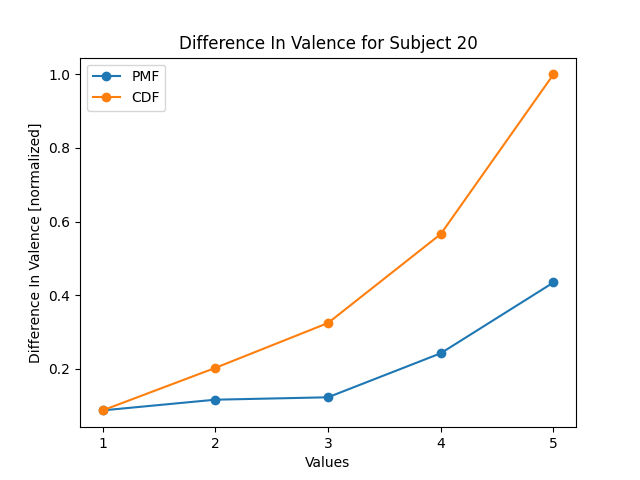 Difference In Valence for Subject 20
PMF
CDF
Difference In Valence [normalized]
1.0
0.8
0.6
0.4
0.2
1 2 3 4 5
Values